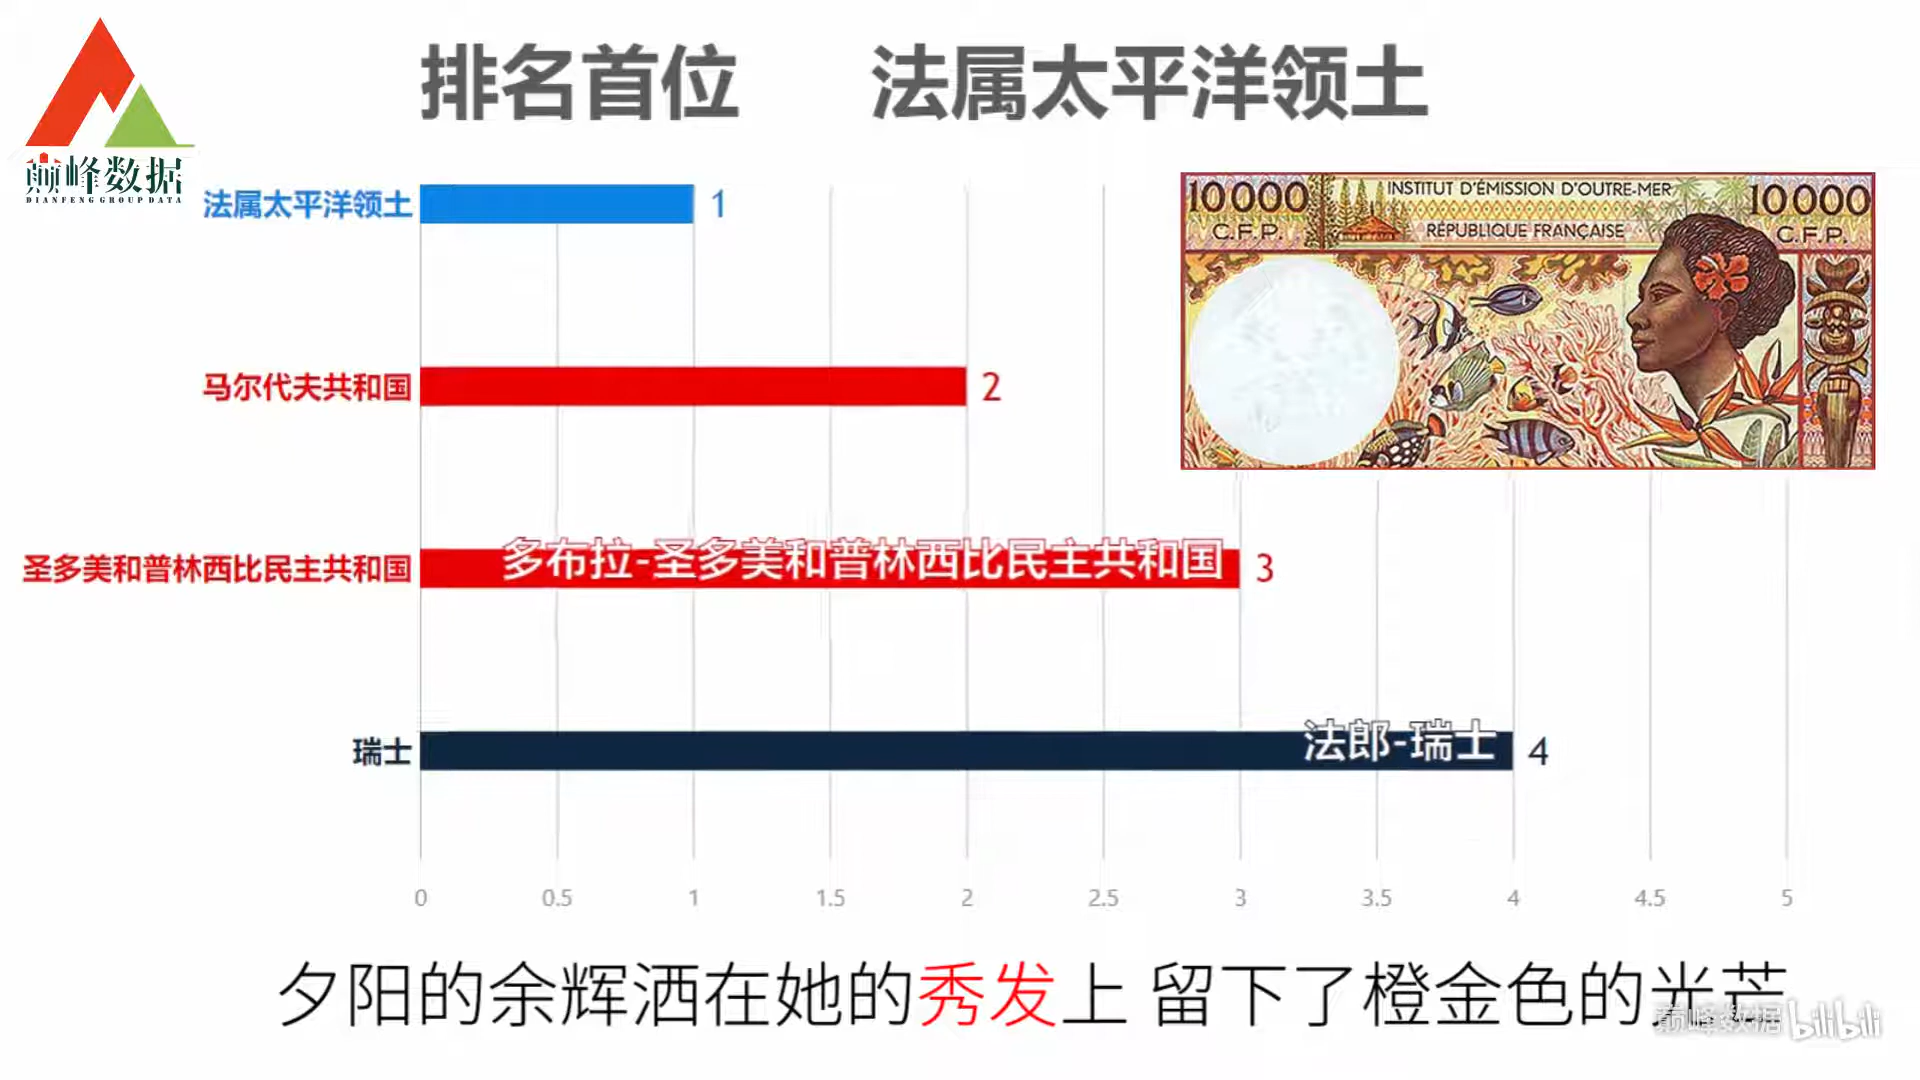 排名首位 法属太平洋领土
巅峰数据
DIANFENG GROUP DATA
法属太平洋领土 1
10000 INSTITUT D'ÉMISSION D'OUTRE-MER 10000
C.F.P. RÉPUBLIQUE FRANÇAISE C.F.P.
马尔代夫共和国 2
圣多美和普林西比民主共和国 多布拉-圣多美和普林西比民主共和国 3
瑞士 法郎-瑞士 4
0 0.5 1 1.5 2 2.5 3 3.5 4 4.5 5
夕阳的余辉洒在她的秀发上 留下了橙金色的光芒
巅峰数据 bilibili